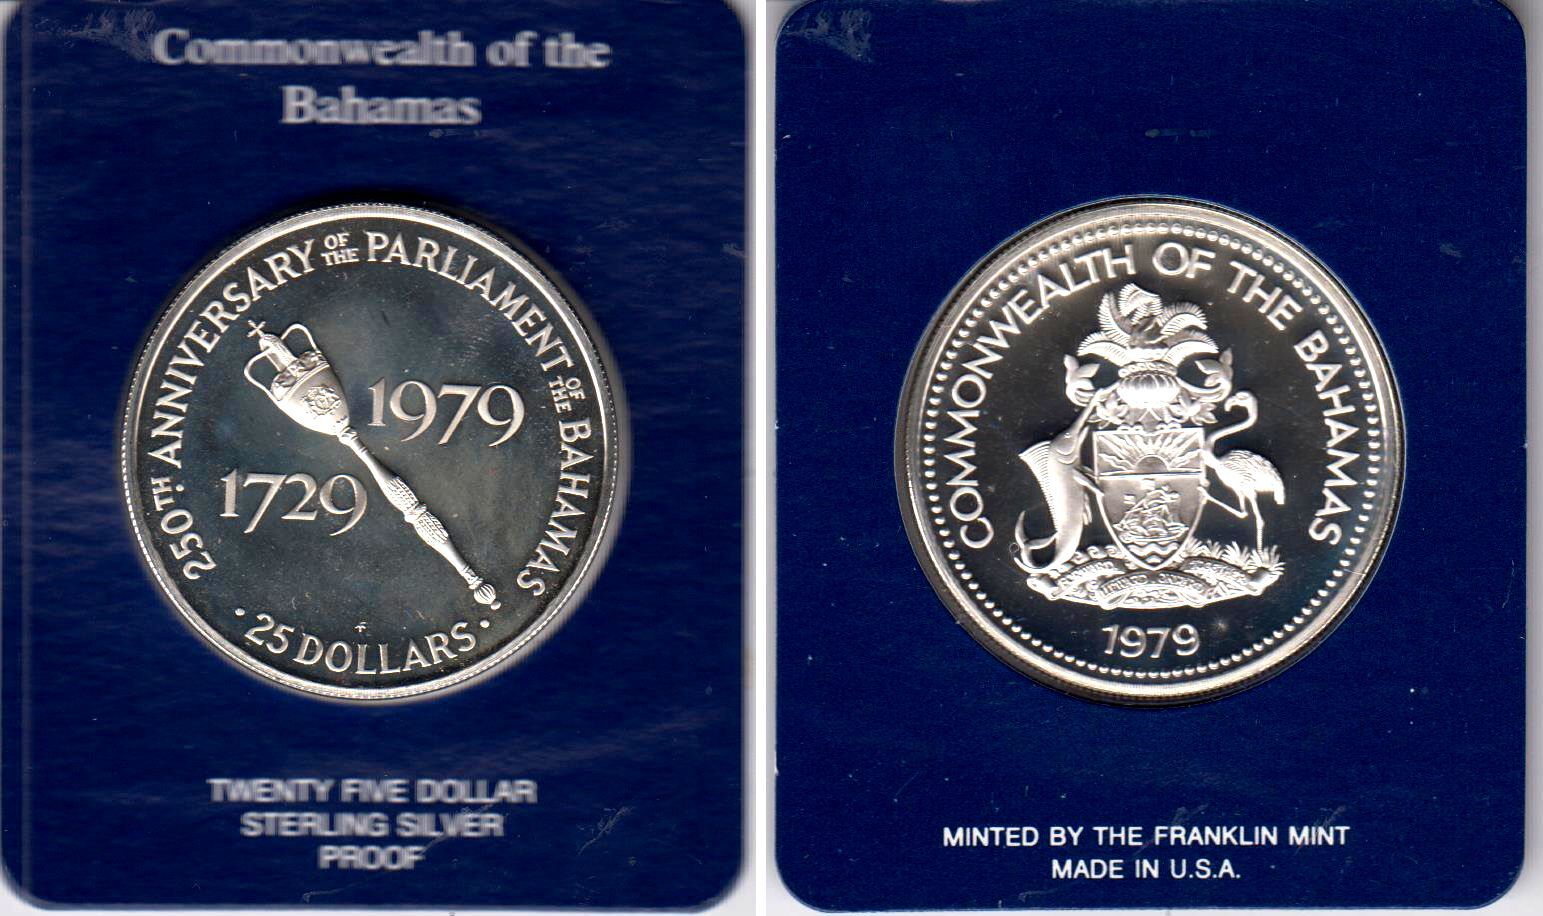 Commonwealth of the
Bahamas
250TH ANNIVERSARY OF THE PARLIAMENT OF THE BAHAMAS
1979
1729
• 25 DOLLARS •
TWENTY FIVE DOLLAR
STERLING SILVER
PROOF
COMMONWEALTH OF THE BAHAMAS
1979
MINTED BY THE FRANKLIN MINT
MADE IN U.S.A.